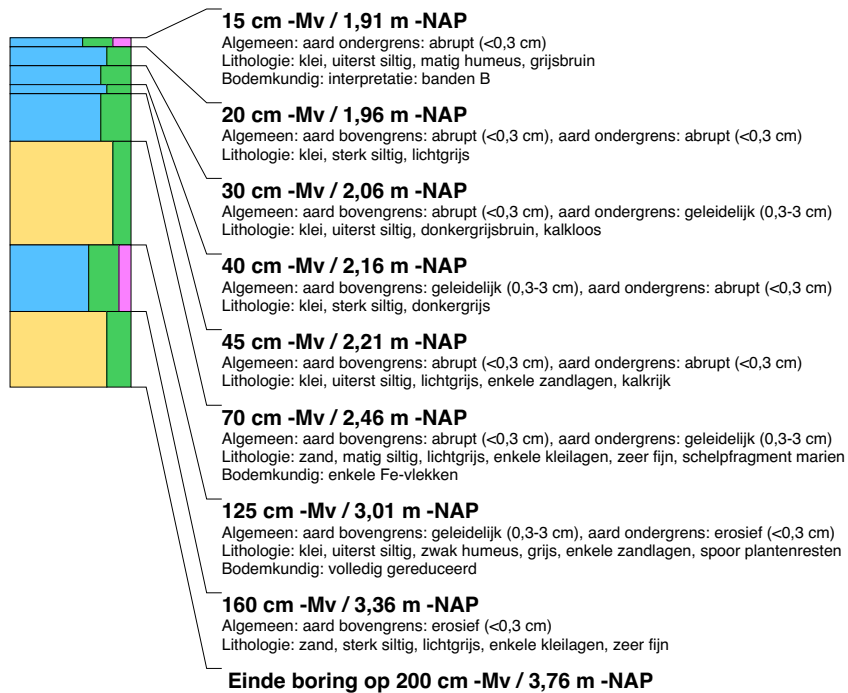 15 cm -Mv / 1,91 m -NAP
Algemeen: aard ondergrens: abrupt (<0,3 cm)
Lithologie: klei, uiterst siltig, matig humeus, grijsbruin
Bodemkundig: interpretatie: banden B
20 cm -Mv / 1,96 m -NAP
Algemeen: aard bovengrens: abrupt (<0,3 cm), aard ondergrens: abrupt (<0,3 cm)
Lithologie: klei, sterk siltig, lichtgrijs
30 cm -Mv / 2,06 m -NAP
Algemeen: aard bovengrens: abrupt (<0,3 cm), aard ondergrens: geleidelijk (0,3-3 cm)
Lithologie: klei, uiterst siltig, donkergrijsbruin, kalkloos
40 cm -Mv / 2,16 m -NAP
Algemeen: aard bovengrens: geleidelijk (0,3-3 cm), aard ondergrens: abrupt (<0,3 cm)
Lithologie: klei, sterk siltig, donkergrijs
45 cm -Mv / 2,21 m -NAP
Algemeen: aard bovengrens: abrupt (<0,3 cm), aard ondergrens: abrupt (<0,3 cm)
Lithologie: klei, uiterst siltig, lichtgrijs, enkele zandlagen, kalkrijk
70 cm -Mv / 2,46 m -NAP
Algemeen: aard bovengrens: abrupt (<0,3 cm), aard ondergrens: geleidelijk (0,3-3 cm)
Lithologie: zand, matig siltig, lichtgrijs, enkele kleilagen, zeer fijn, schelpfragment marien
Bodemkundig: enkele Fe-vlekken
125 cm -Mv / 3,01 m -NAP
Algemeen: aard bovengrens: geleidelijk (0,3-3 cm), aard ondergrens: erosief (<0,3 cm)
Lithologie: klei, uiterst siltig, zwak humeus, grijs, enkele zandlagen, spoor plantenresten
Bodemkundig: volledig gereduceerd
160 cm -Mv / 3,36 m -NAP
Algemeen: aard bovengrens: erosief (<0,3 cm)
Lithologie: zand, sterk siltig, lichtgrijs, enkele kleilagen, zeer fijn
Einde boring op 200 cm -Mv / 3,76 m -NAP